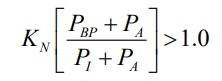 K_N [ (P_BP + P_A) / (P_I + P_A) ] > 1.0